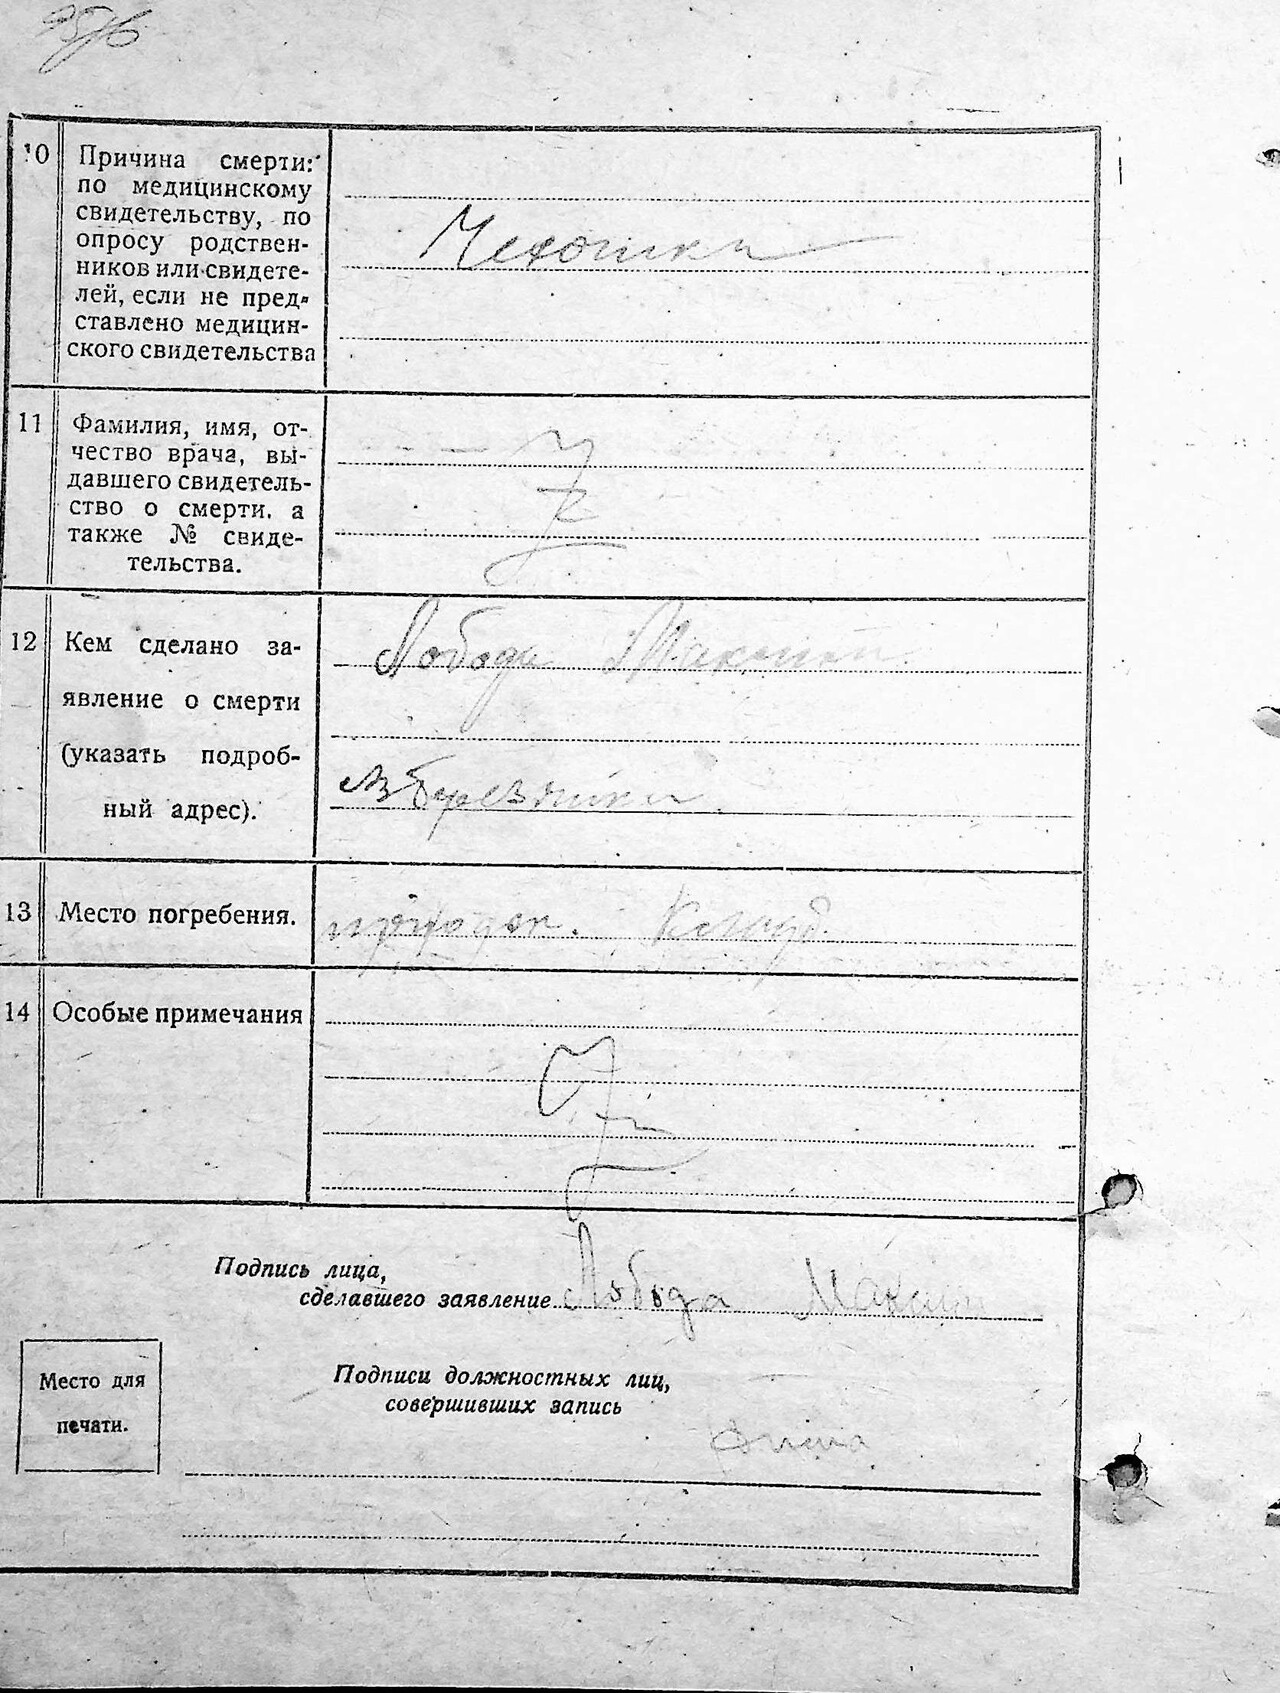 10 Причина смерти:
по медицинскому
свидетельству, по
опросу родствен-
ников или свидете-
лей, если не пред-
ставлено медицин-
ского свидетельства
11 Фамилия, имя, от-
чество врача, вы-
давшего свидетель-
ство о смерти, а
также № свиде-
тельства.
12 Кем сделано за-
явление о смерти
(указать подроб-
ный адрес).
Лобода Максим
Березники
13 Место погребения.
14 Особые примечания
Подпись лица,
сделавшего заявление Лобода Максим
Место для
печати.
Подписи должностных лиц,
совершивших запись